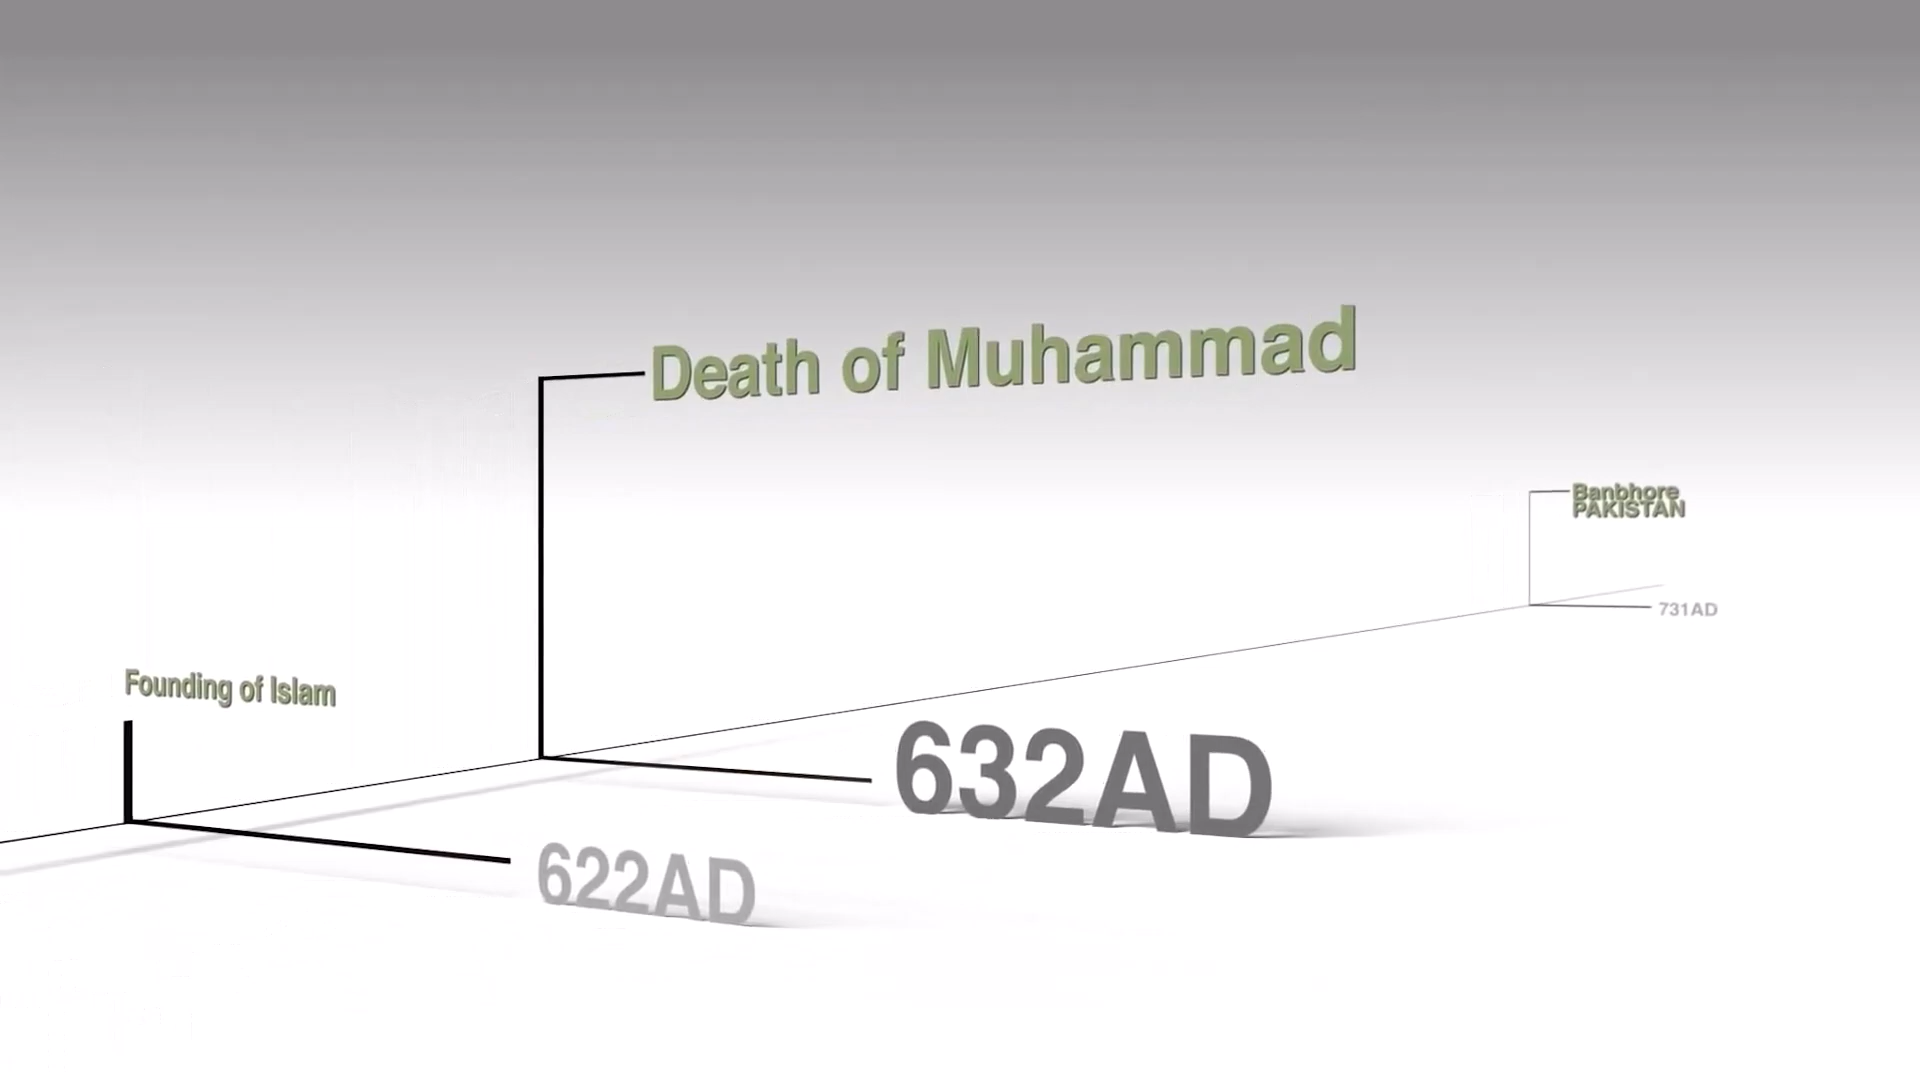 Death of Muhammad
632AD
Founding of Islam
622AD
Banbhore
PAKISTAN
731AD